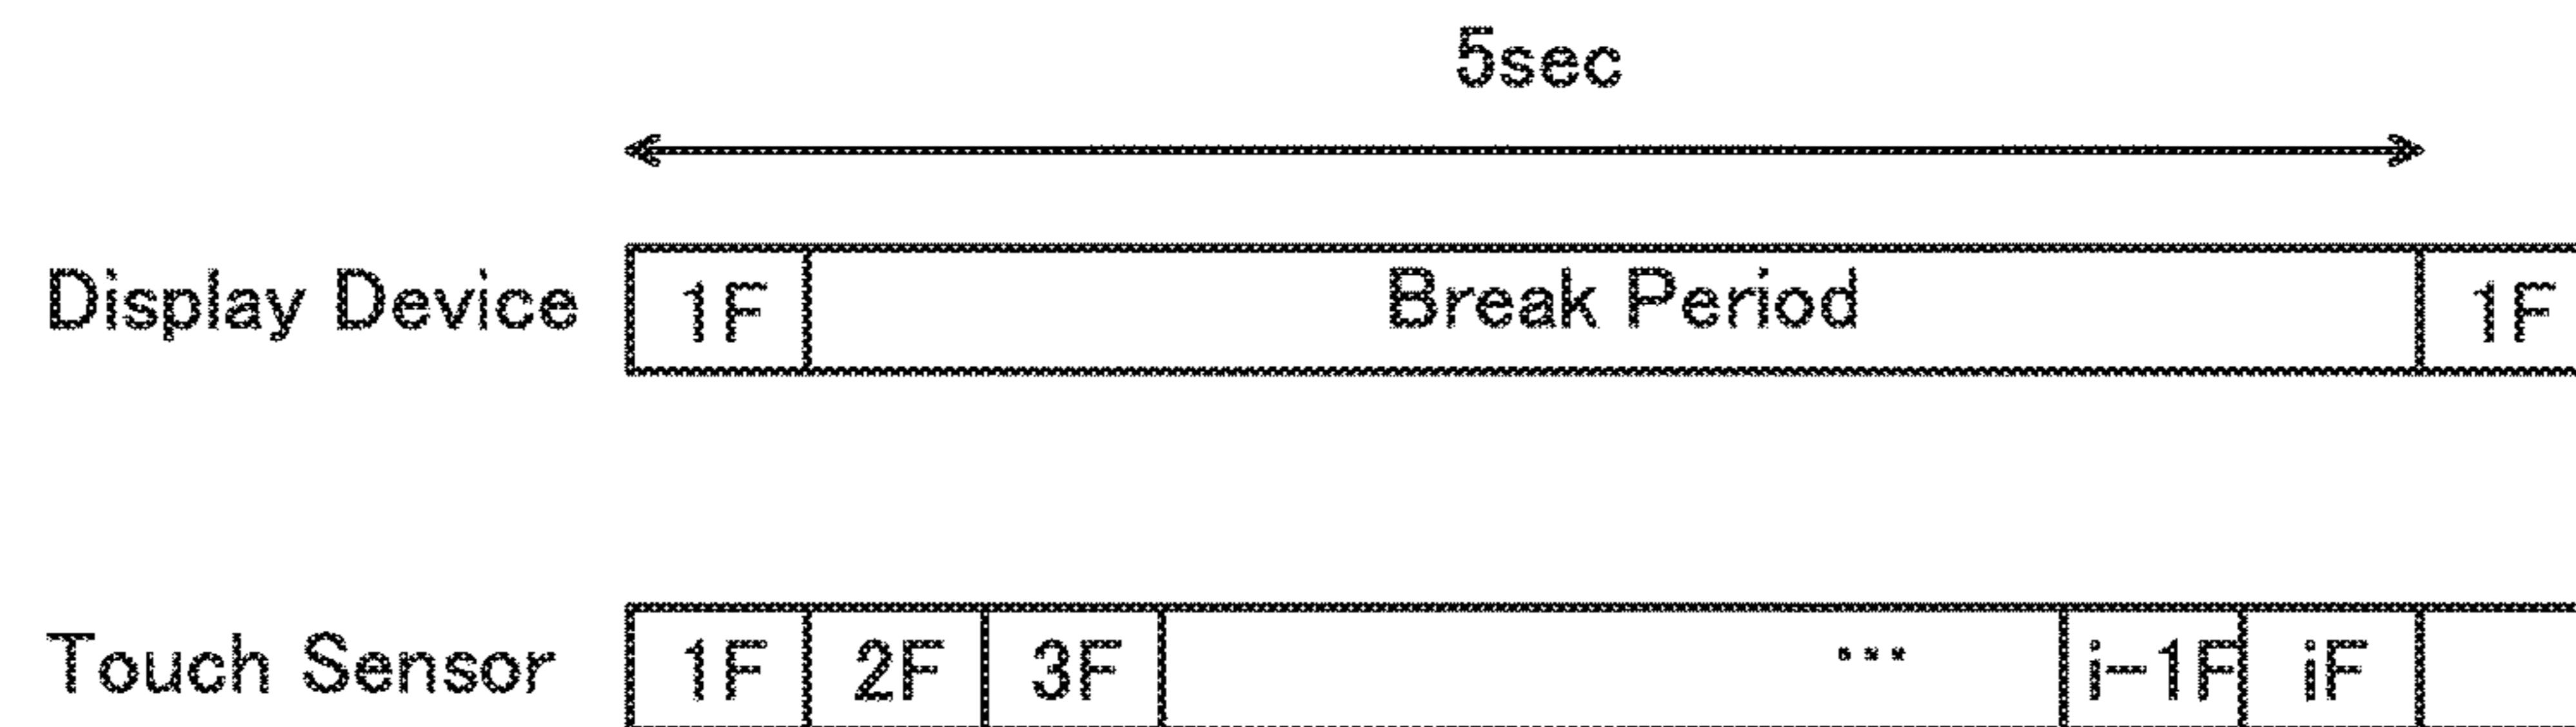 5sec
Display Device 1F Break Period 1F
Touch Sensor 1F 2F 3F ... i-1F iF